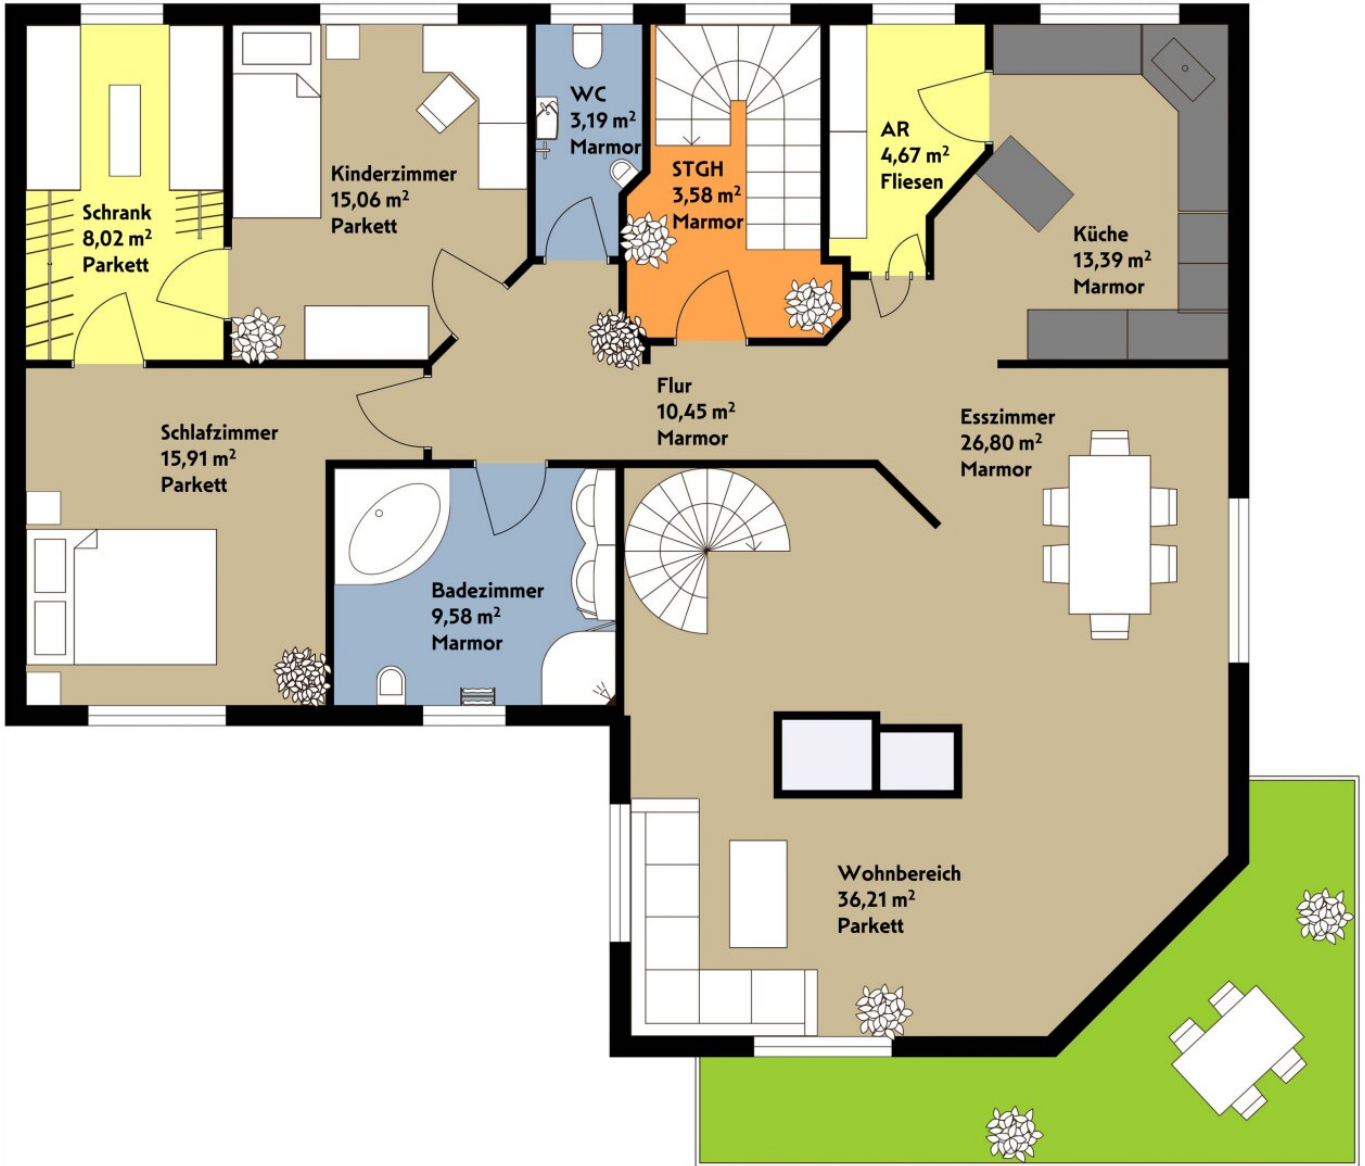 WC
3,19 m²
Marmor
AR
4,67 m²
Fliesen
Kinderzimmer
15,06 m²
Parkett
STGH
3,58 m²
Marmor
Schrank
8,02 m²
Parkett
Küche
13,39 m²
Marmor
Flur
10,45 m²
Marmor
Esszimmer
26,80 m²
Marmor
Schlafzimmer
15,91 m²
Parkett
Badezimmer
9,58 m²
Marmor
Wohnbereich
36,21 m²
Parkett